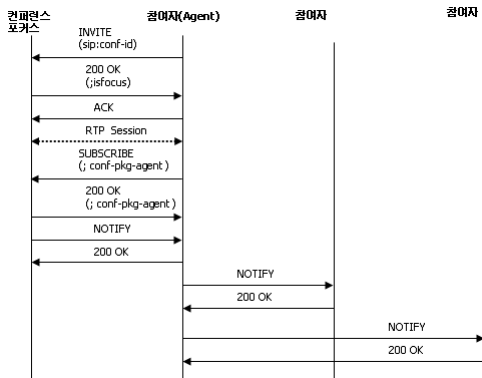 컨퍼런스
포커스
참여자(Agent)
참여자
참여자
INVITE
(sip:conf-id)
200 OK
(;isfocus)
ACK
RTP Session
SUBSCRIBE
(; conf-pkg-agent)
200 OK
(; conf-pkg-agent)
NOTIFY
200 OK
NOTIFY
200 OK
NOTIFY
200 OK